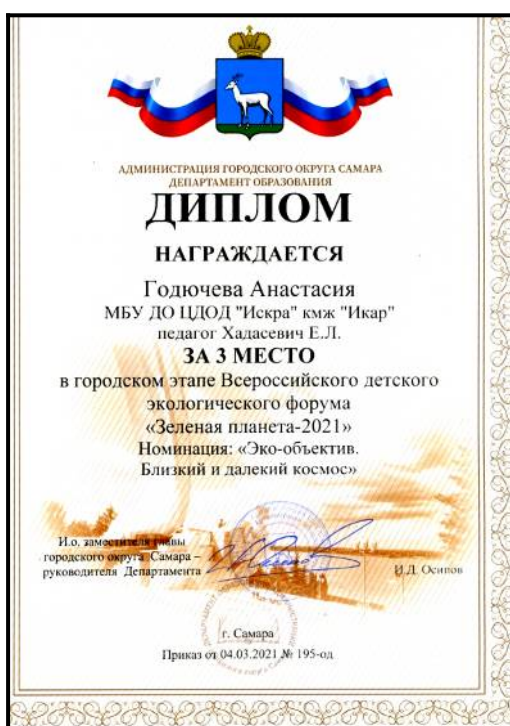 АДМИНИСТРАЦИЯ ГОРОДСКОГО ОКРУГА САМАРА
ДЕПАРТАМЕНТ ОБРАЗОВАНИЯ
ДИПЛОМ
НАГРАЖДАЕТСЯ
Годючева Анастасия
МБУ ДО ЦДОД "Искра" кмж "Икар"
педагог Хадасевич Е.Л.
ЗА 3 МЕСТО
в городском этапе Всероссийского детского
экологического форума
«Зеленая планета-2021»
Номинация: «Эко-объектив.
Близкий и далекий космос»
И.о. заместителя главы
городского округа Самара –
руководителя Департамента
И.Д. Осипов
г. Самара
Приказ от 04.03.2021 № 195-од